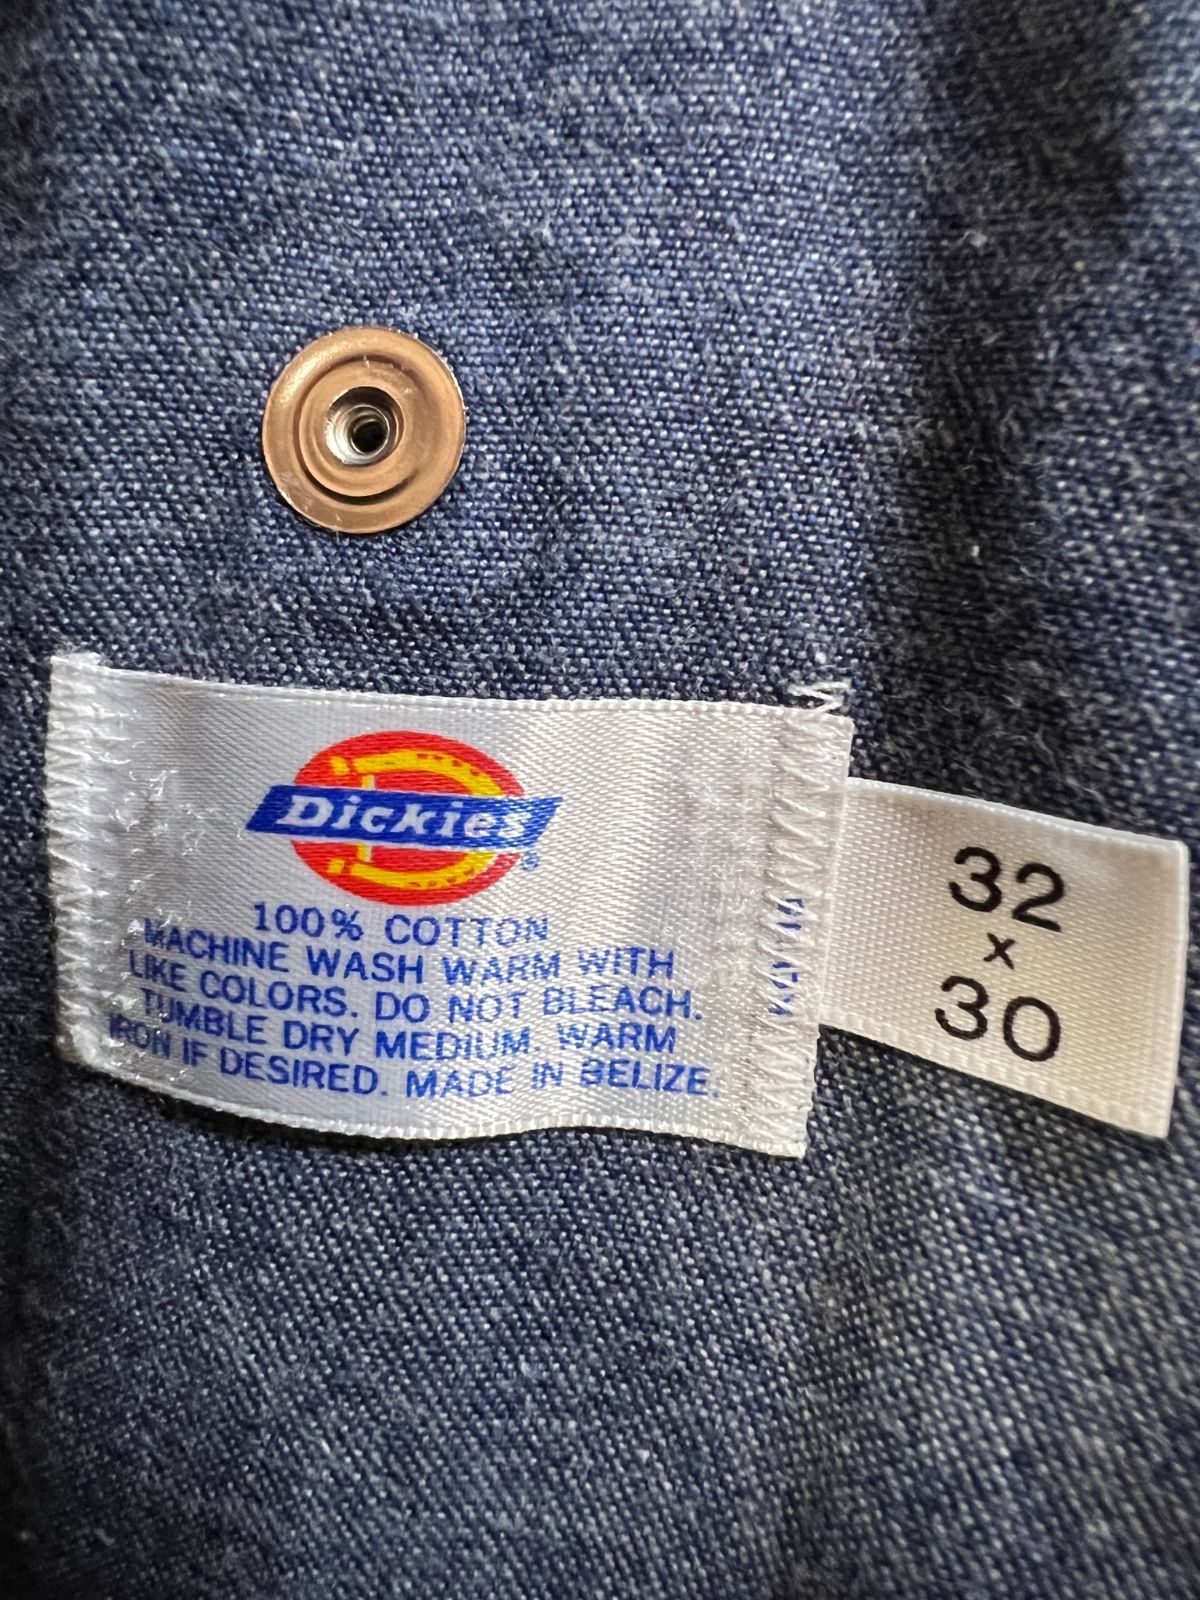 Dickies
®
100% COTTON
MACHINE WASH WARM WITH
LIKE COLORS. DO NOT BLEACH.
TUMBLE DRY MEDIUM. WARM
IRON IF DESIRED. MADE IN BELIZE.
32
x
30